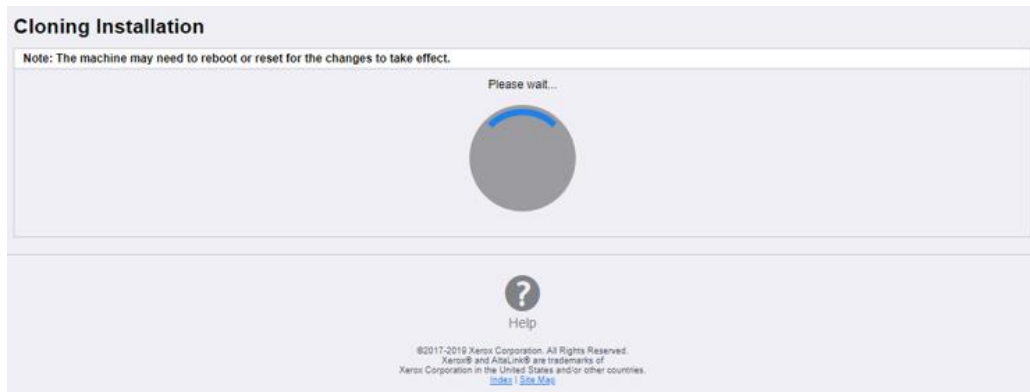 Cloning Installation
Note: The machine may need to reboot or reset for the changes to take effect.
Please wait...
?
Help
©2017-2019 Xerox Corporation. All Rights Reserved.
Xerox® and AltaLink® are trademarks of
Xerox Corporation in the United States and/or other countries.
Index | Site Map